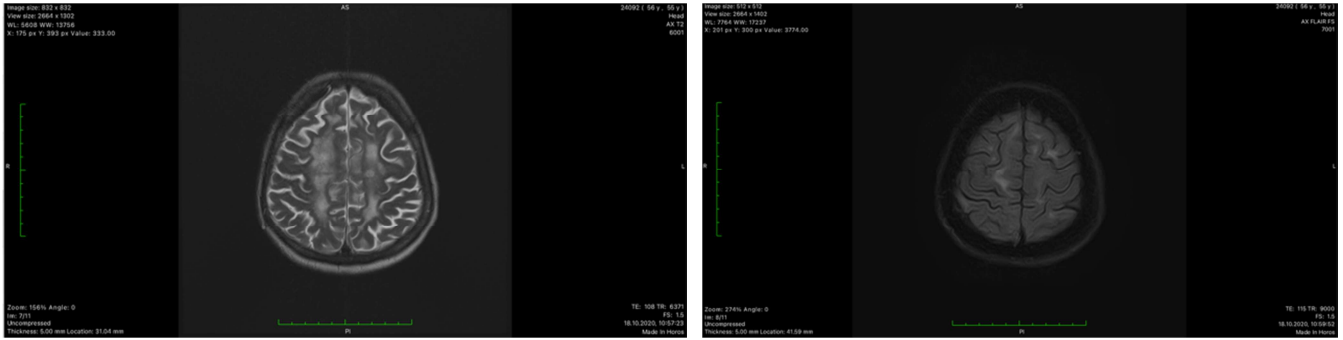 Image size: 832 x 832
View size: 2664 x 1302
WL: 5608 WW: 13756
X: 175 px Y: 393 px Value: 333.00
AS
24092 ( 56 y , 55 y )
Head
AX T2
6001
R
L
Zoom: 156% Angle: 0
Im: 7/11
Uncompressed
Thickness: 5.00 mm Location: 31.04 mm
PI
TE: 108 TR: 6371
FS: 1.5
18.10.2020, 10:57:23
Made In Horos
Image size: 512 x 512
View size: 2664 x 1402
WL: 7764 WW: 17237
X: 201 px Y: 300 px Value: 3774.00
AS
24092 ( 56 y , 55 y )
Head
AX FLAIR FS
7001
R
L
Zoom: 274% Angle: 0
Im: 8/11
Uncompressed
Thickness: 5.00 mm Location: 41.59 mm
PI
TE: 115 TR: 9000
FS: 1.5
18.10.2020, 10:59:52
Made In Horos